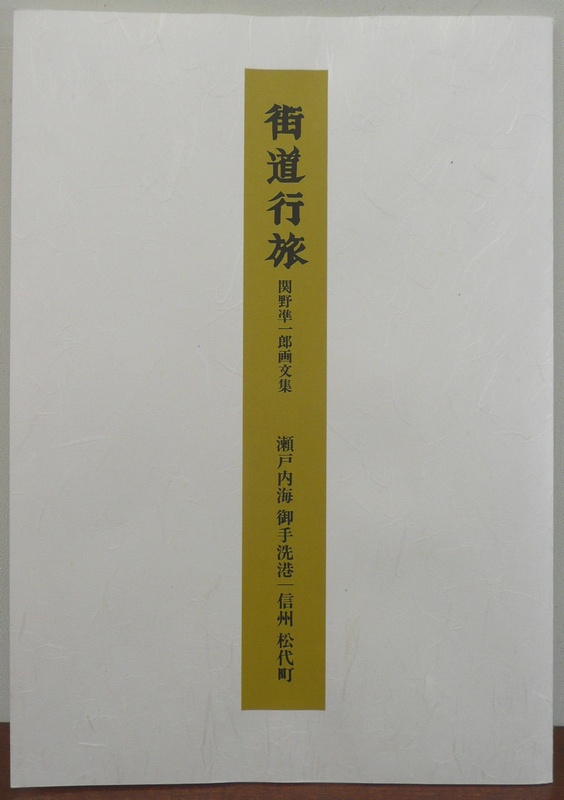 街道行旅
関野凖一郎画文集
瀬戸内海 御手洗港―信州 松代町